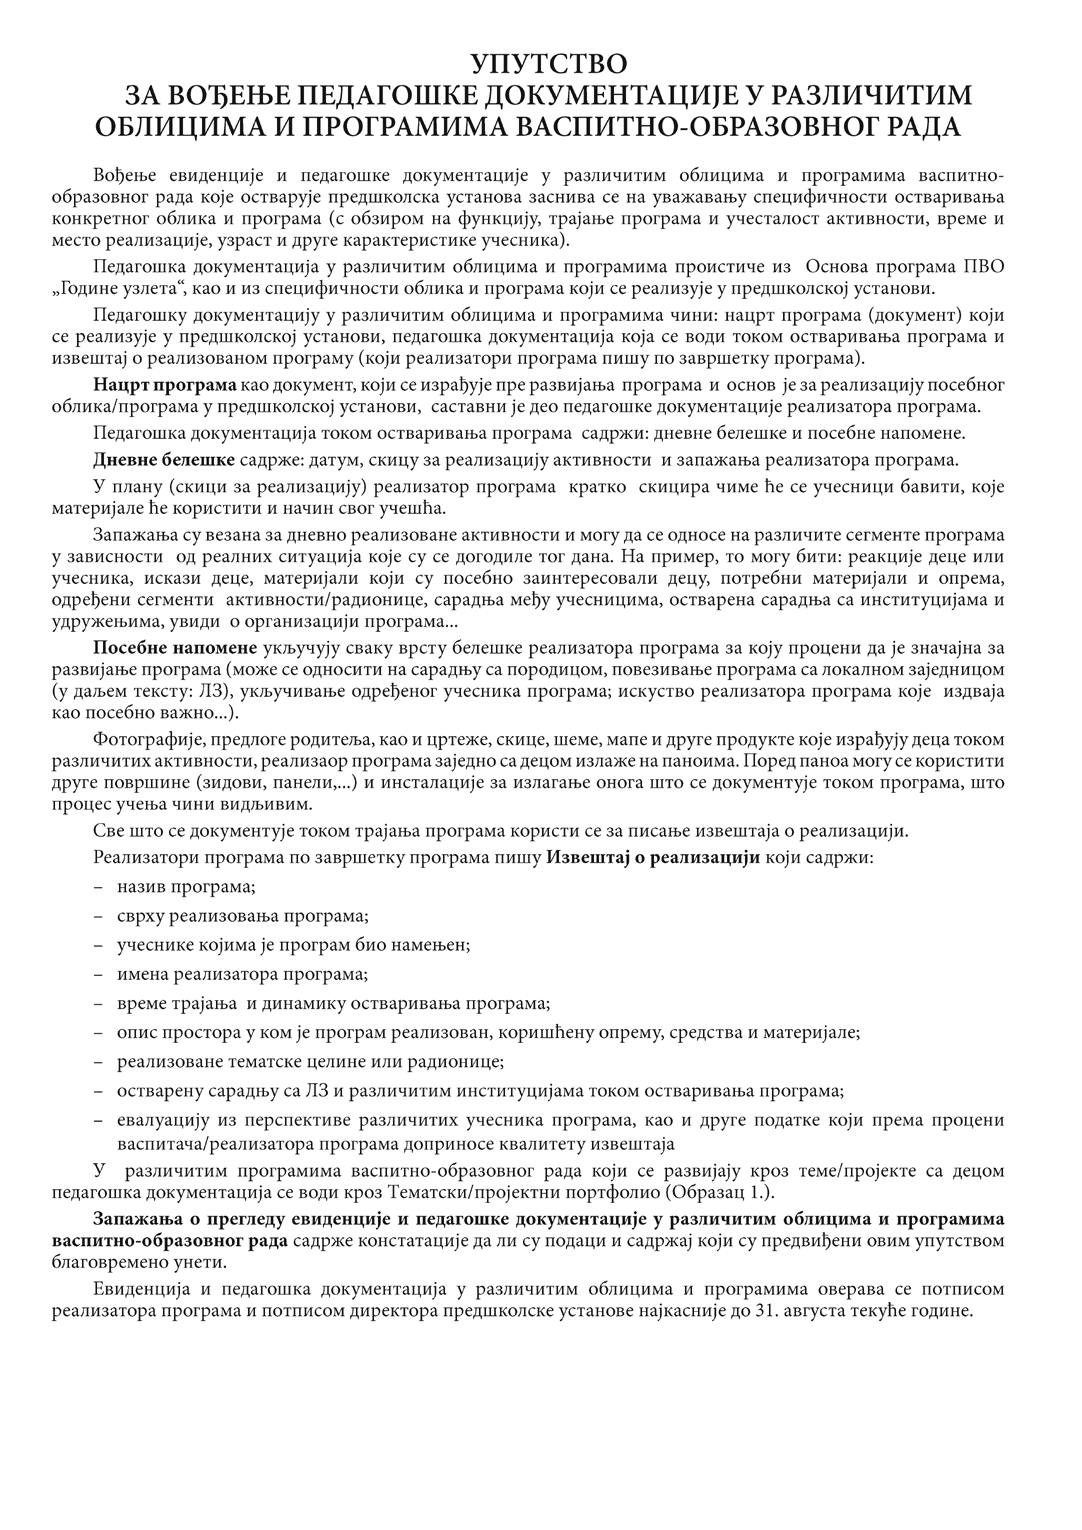 УПУТСТВО
ЗА ВОЂЕЊЕ ПЕДАГОШКЕ ДОКУМЕНТАЦИЈЕ У РАЗЛИЧИТИМ
ОБЛИЦИМА И ПРОГРАМИМА ВАСПИТНО-ОБРАЗОВНОГ РАДА
Вођење евиденције и педагошке документације у различитим облицима и програмима васпитно-
образовног рада које остварује предшколска установа заснива се на уважавању специфичности остваривања
конкретног облика и програма (с обзиром на функцију, трајање програма и учесталост активности, време и
место реализације, узраст и друге карактеристике учесника).
Педагошка документација у различитим облицима и програмима проистиче из Основа програма ПВО
„Године узлета“, као и из специфичности облика и програма који се реализује у предшколској установи.
Педагошку документацију у различитим облицима и програмима чини: нацрт програма (документ) који
се реализује у предшколској установи, педагошка документација која се води током остваривања програма и
извештај о реализованом програму (који реализатори програма пишу по завршетку програма).
Нацрт програма као документ, који се израђује пре развијања програма и основ је за реализацију посебног
облика/програма у предшколској установи, саставни је део педагошке документације реализатора програма.
Педагошка документација током остваривања програма садржи: дневне белешке и посебне напомене.
Дневне белешке садрже: датум, скицу за реализацију активности и запажања реализатора програма.
У плану (скици за реализацију) реализатор програма кратко скицира чиме ће се учесници бавити, које
материјале ће користити и начин свог учешћа.
Запажања су везана за дневно реализоване активности и могу да се односе на различите сегменте програма
у зависности од реалних ситуација које су се догодиле тог дана. На пример, то могу бити: реакције деце или
учесника, искази деце, материјали који су посебно заинтересовали децу, потребни материјали и опрема,
одређени сегменти активности/радионице, сарадња међу учесницима, остварена сарадња са институцијама и
удружењима, увиди о организацији програма...
Посебне напомене укључују сваку врсту белешке реализатора програма за коју процени да је значајна за
развијање програма (може се односити на сарадњу са породицом, повезивање програма са локалном заједницом
(у даљем тексту: ЛЗ), укључивање одређеног учесника програма; искуство реализатора програма које издваја
као посебно важно...).
Фотографије, предлоге родитеља, као и цртеже, скице, шеме, мапе и друге продукте које израђују деца током
различитих активности, реализаор програма заједно са децом излаже на паноима. Поред паноа могу се користити
друге површине (зидови, панели,...) и инсталације за излагање онога што се документује током програма, што
процес учења чини видљивим.
Све што се документује током трајања програма користи се за писање извештаја о реализацији.
Реализатори програма по завршетку програма пишу Извештај о реализацији који садржи:
– назив програма;
– сврху реализовања програма;
– учеснике којима је програм био намењен;
– имена реализатора програма;
– време трајања и динамику остваривања програма;
– опис простора у ком је програм реализован, коришћену опрему, средства и материјале;
– реализоване тематске целине или радионице;
– остварену сарадњу са ЛЗ и различитим институцијама током остваривања програма;
– евалуацију из перспективе различитих учесника програма, као и друге податке који према процени
васпитача/реализатора програма доприносе квалитету извештаја
У различитим програмима васпитно-образовног рада који се развијају кроз теме/пројекте са децом
педагошка документација се води кроз Тематски/пројектни портфолио (Образац 1.).
Запажања о прегледу евиденције и педагошке документације у различитим облицима и програмима
васпитно-образовног рада садрже констатације да ли су подаци и садржај који су предвиђени овим упутством
благовремено унети.
Евиденција и педагошка документација у различитим облицима и програмима оверава се потписом
реализатора програма и потписом директора предшколске установе најкасније до 31. августа текуће године.